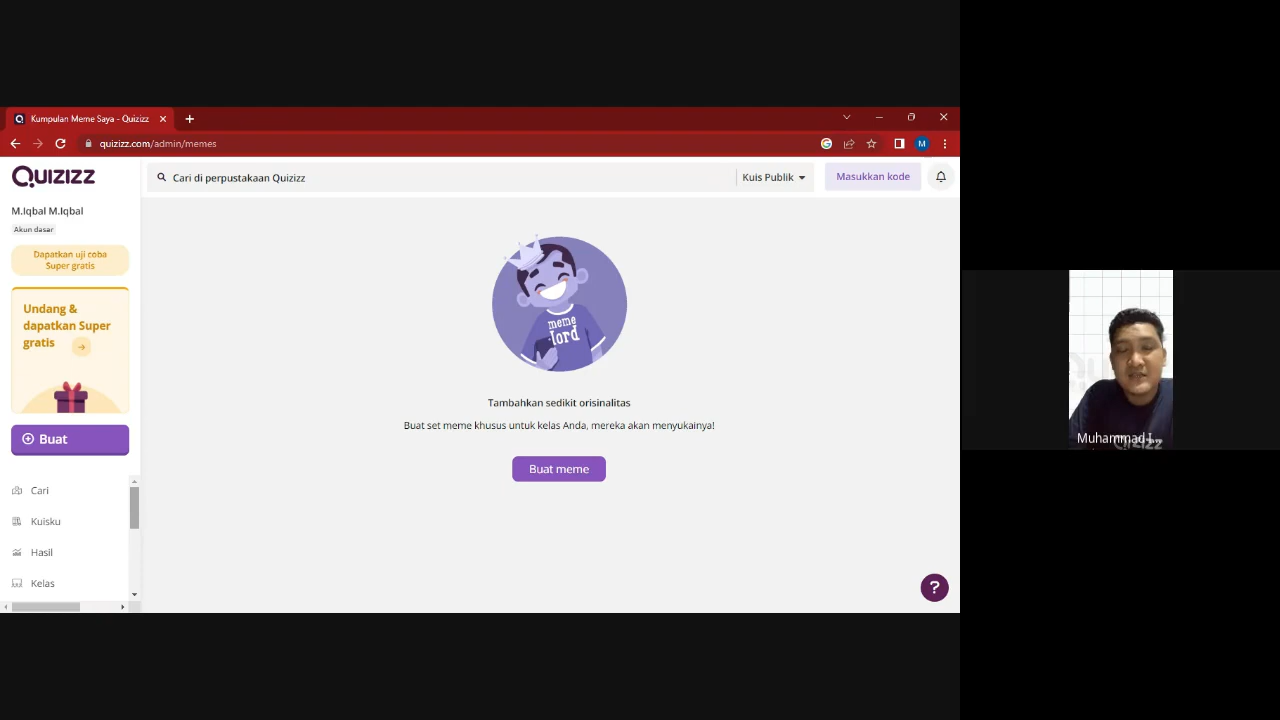 Kumpulan Meme Saya - Quizizz
quizizz.com/admin/memes
M
QUIZIZZ
Cari di perpustakaan Quizizz
Kuis Publik
Masukkan kode
M.Iqbal M.Iqbal
Akun dasar
Dapatkan uji coba
Super gratis
Undang &
dapatkan Super
gratis
Buat
Cari
Kuisku
Hasil
Kelas
meme
lord
Tambahkan sedikit orisinalitas
Buat set meme khusus untuk kelas Anda, mereka akan menyukainya!
Buat meme
?
Muhammad I...